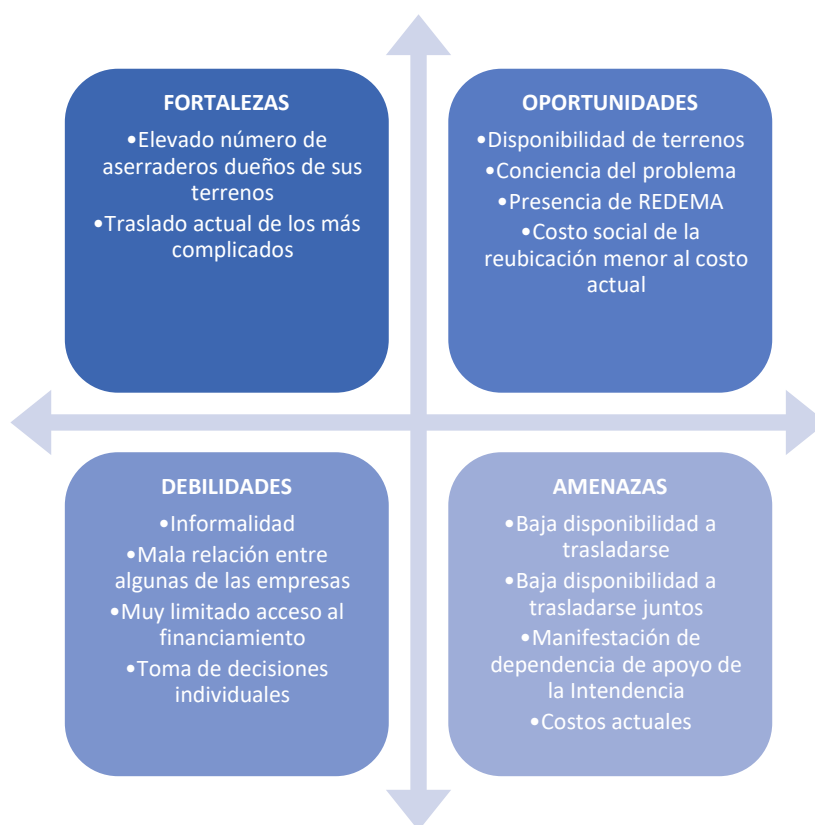 FORTALEZAS
•Elevado número de
aserraderos dueños de sus
terrenos
•Traslado actual de los más
complicados
OPORTUNIDADES
•Disponibilidad de terrenos
•Conciencia del problema
•Presencia de REDEMA
•Costo social de la
reubicación menor al costo
actual
DEBILIDADES
•Informalidad
•Mala relación entre
algunas de las empresas
•Muy limitado acceso al
financiamiento
•Toma de decisiones
individuales
AMENAZAS
•Baja disponibilidad a
trasladarse
•Baja disponibilidad a
trasladarse juntos
•Manifestación de
dependencia de apoyo de
la Intendencia
•Costos actuales